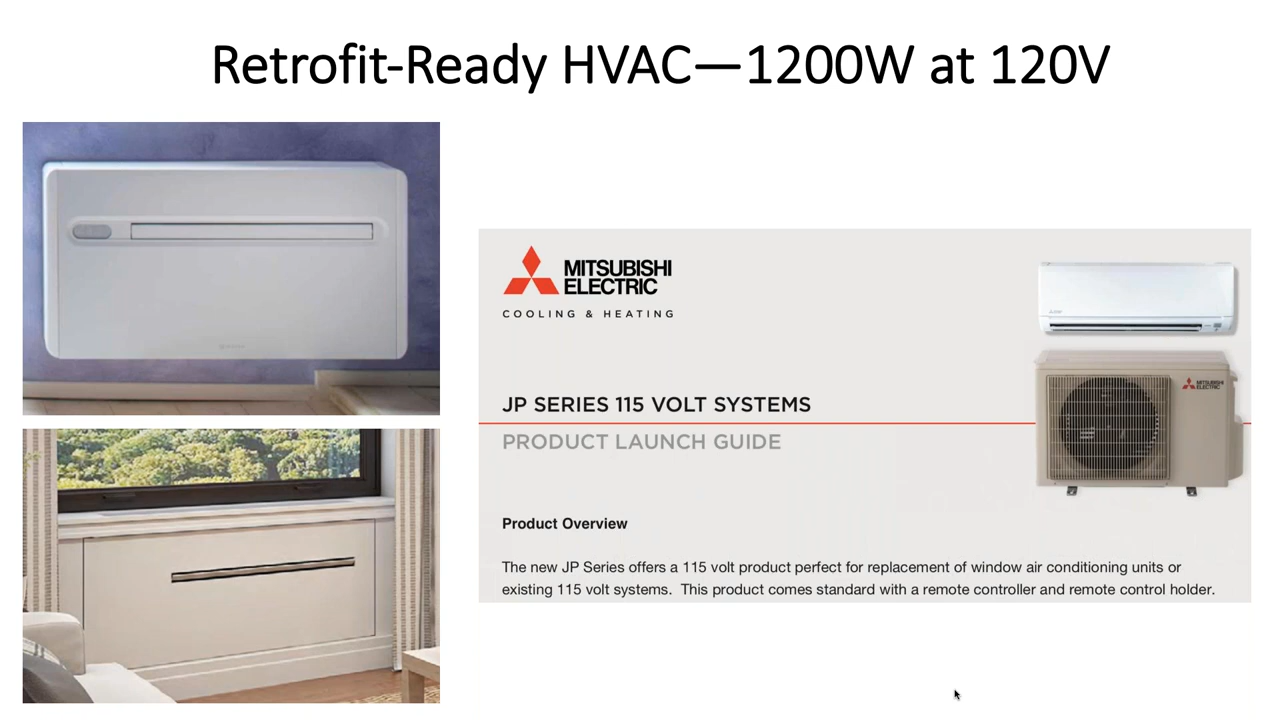 Retrofit-Ready HVAC—1200W at 120V
MITSUBISHI
ELECTRIC
COOLING & HEATING
MITSUBISHI
ELECTRIC
JP SERIES 115 VOLT SYSTEMS
PRODUCT LAUNCH GUIDE
Product Overview
The new JP Series offers a 115 volt product perfect for replacement of window air conditioning units or
existing 115 volt systems. This product comes standard with a remote controller and remote control holder.